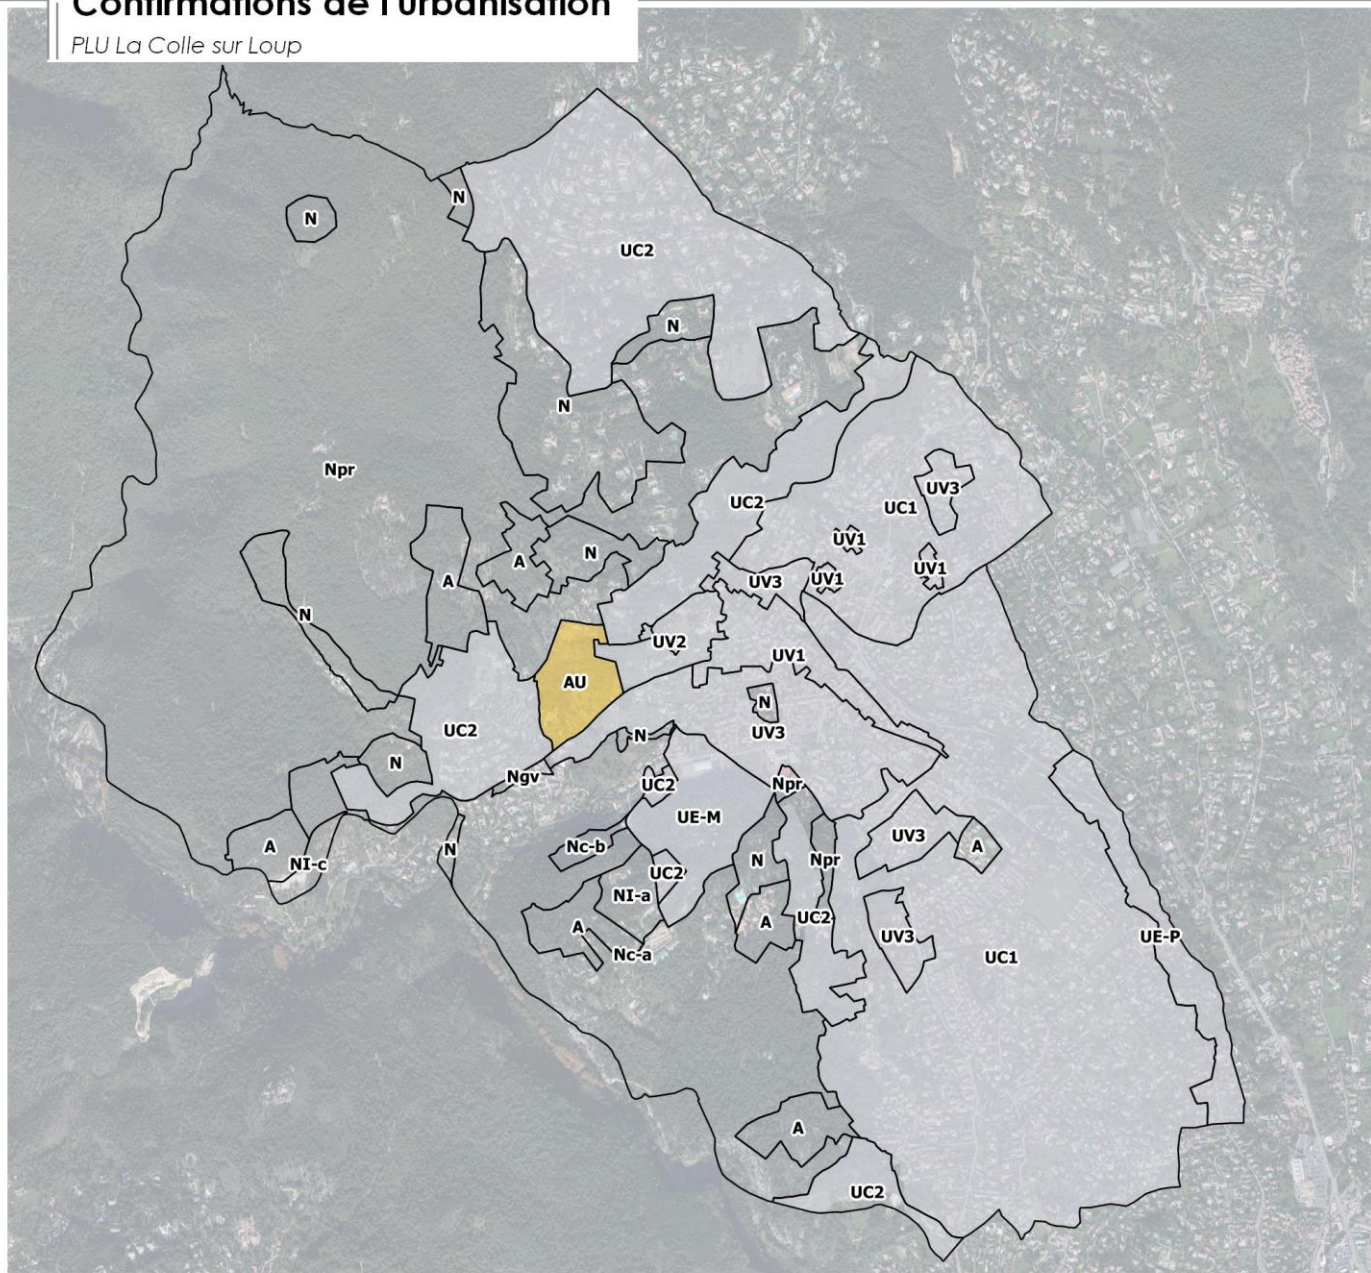 Confirmations de l'urbanisation
PLU La Colle sur Loup
N
N
UC2
N
N
Npr
UC2
UC1
UV3
UV1
UV1
UV1
UV3
A
A
N
N
UV2
UV1
AU
N
UV3
UC2
N
N
Ngv
UC2
Npr
UE-M
UV3
A
Nc-b
N
Npr
A
NI-c
N
UC2
NI-a
A
UC2
A
Nc-a
UV3
UC1
UE-P
A
UC2